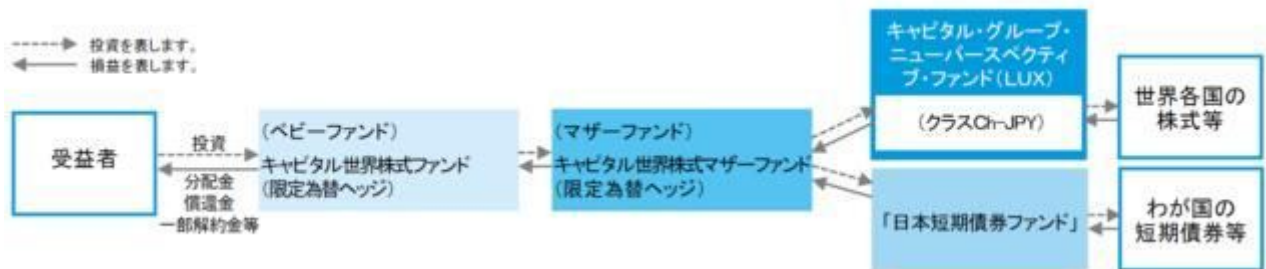 投資を表します。
損益を表します。
受益者
投資
分配金
償還金
一部解約金等
（ベビーファンド）
キャピタル世界株式ファンド
（限定為替ヘッジ）
（マザーファンド）
キャピタル世界株式マザーファンド
（限定為替ヘッジ）
キャピタル・グループ・
ニューパースペクティ
ブ・ファンド（LUX）
（クラスCh-JPY）
世界各国の
株式等
「日本短期債券ファンド」
わが国の
短期債券等